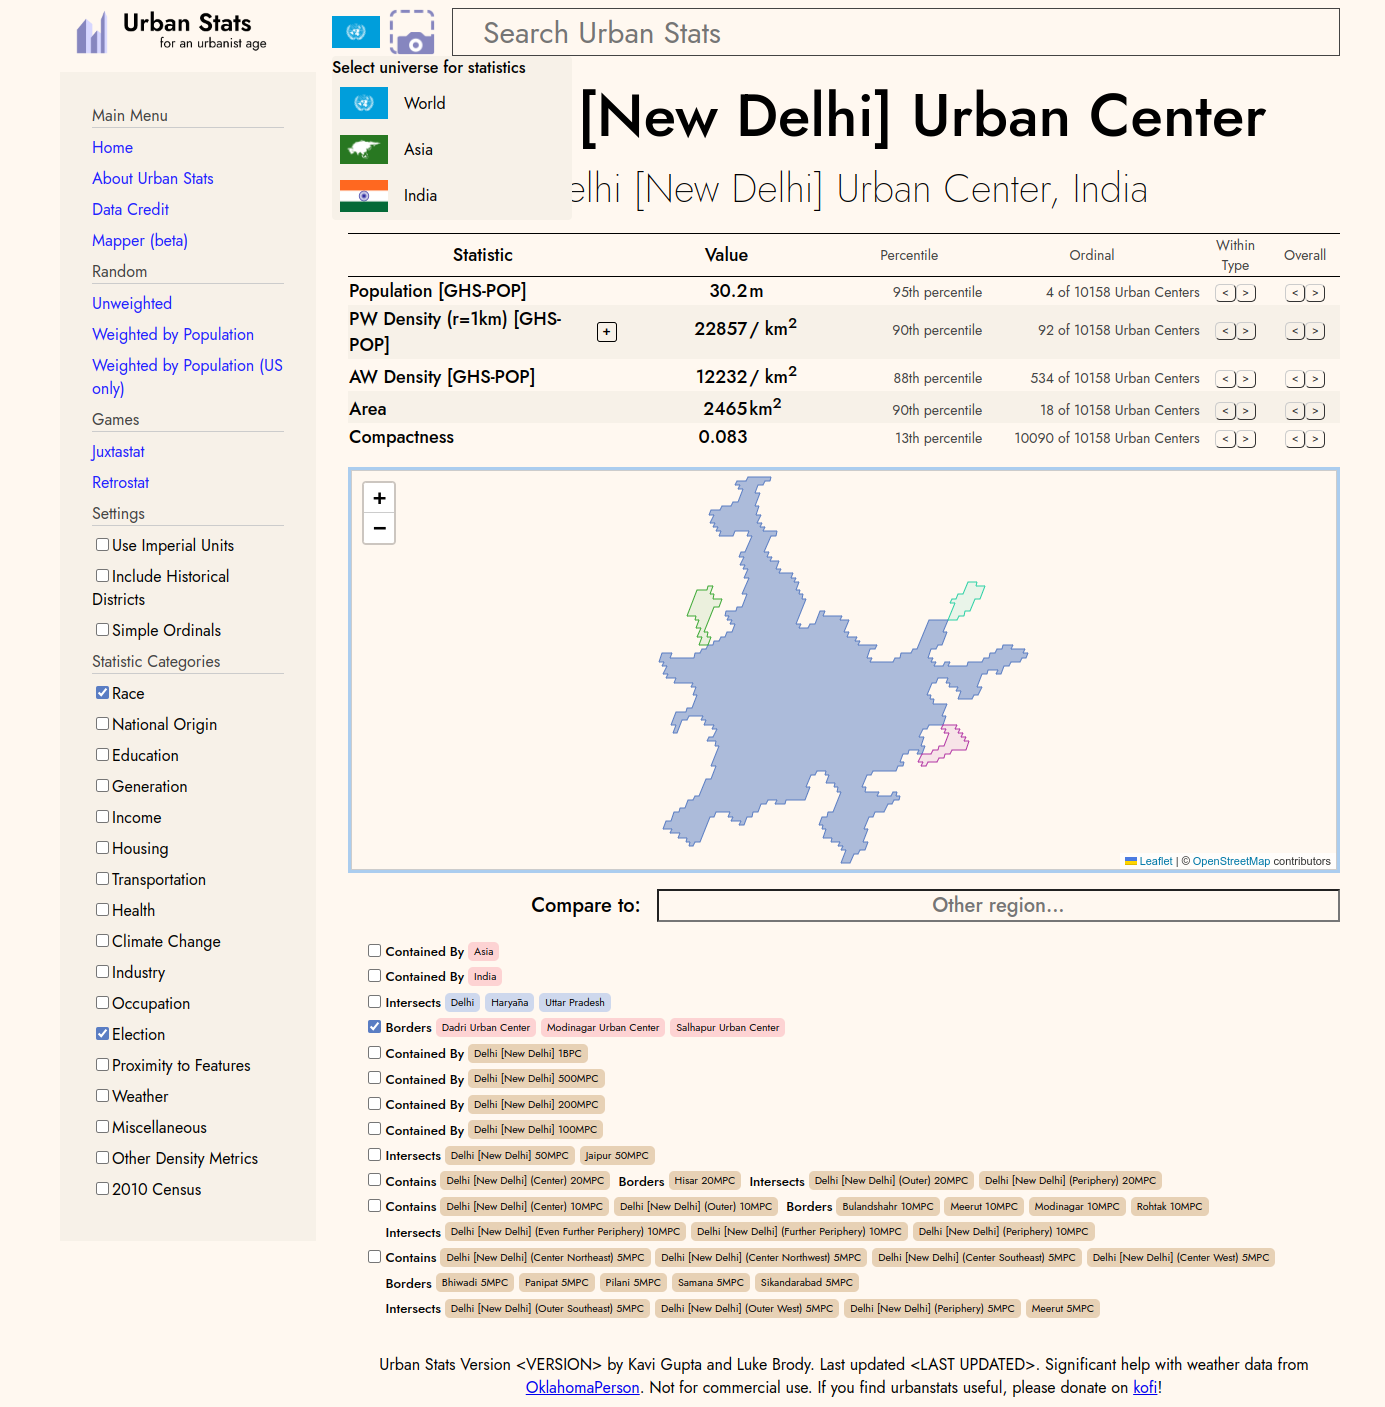 Urban Stats
for an urbanist age
Search Urban Stats
Select universe for statistics
World
Asia
India
[New Delhi] Urban Center
elhi [New Delhi] Urban Center, India
Main Menu
Home
About Urban Stats
Data Credit
Mapper (beta)
Random
Unweighted
Weighted by Population
Weighted by Population (US
only)
Games
Juxtastat
Retrostat
Settings
Use Imperial Units
Include Historical
Districts
Simple Ordinals
Statistic Categories
Race
National Origin
Education
Generation
Income
Housing
Transportation
Health
Climate Change
Industry
Occupation
Election
Proximity to Features
Weather
Miscellaneous
Other Density Metrics
2010 Census
Statistic Value Percentile Ordinal Within Type Overall
Population [GHS-POP] 30.2 m 95th percentile 4 of 10158 Urban Centers < > < >
PW Density (r=1km) [GHS-
POP] + 22857 / km² 90th percentile 92 of 10158 Urban Centers < > < >
AW Density [GHS-POP] 12232 / km² 88th percentile 534 of 10158 Urban Centers < > < >
Area 2465 km² 90th percentile 18 of 10158 Urban Centers < > < >
Compactness 0.083 13th percentile 10090 of 10158 Urban Centers < > < >
+
−
Leaflet | © OpenStreetMap contributors
Compare to: Other region...
Contained By Asia
Contained By India
Intersects Delhi Haryāna Uttar Pradesh
Borders Dadri Urban Center Modinagar Urban Center Salhapur Urban Center
Contained By Delhi [New Delhi] 1BPC
Contained By Delhi [New Delhi] 500MPC
Contained By Delhi [New Delhi] 200MPC
Contained By Delhi [New Delhi] 100MPC
Intersects Delhi [New Delhi] 50MPC Jaipur 50MPC
Contains Delhi [New Delhi] (Center) 20MPC Borders Hisar 20MPC Intersects Delhi [New Delhi] (Outer) 20MPC Delhi [New Delhi] (Periphery) 20MPC
Contains Delhi [New Delhi] (Center) 10MPC Delhi [New Delhi] (Outer) 10MPC Borders Bulandshahr 10MPC Meerut 10MPC Modinagar 10MPC Rohtak 10MPC
Intersects Delhi [New Delhi] (Even Further Periphery) 10MPC Delhi [New Delhi] (Further Periphery) 10MPC Delhi [New Delhi] (Periphery) 10MPC
Contains Delhi [New Delhi] (Center Northeast) 5MPC Delhi [New Delhi] (Center Northwest) 5MPC Delhi [New Delhi] (Center Southeast) 5MPC Delhi [New Delhi] (Center West) 5MPC
Borders Bhiwadi 5MPC Panipat 5MPC Pilani 5MPC Samana 5MPC Sikandarabad 5MPC
Intersects Delhi [New Delhi] (Outer Southeast) 5MPC Delhi [New Delhi] (Outer West) 5MPC Delhi [New Delhi] (Periphery) 5MPC Meerut 5MPC
Urban Stats Version <VERSION> by Kavi Gupta and Luke Brody. Last updated <LAST UPDATED>. Significant help with weather data from
OklahomaPerson. Not for commercial use. If you find urbanstats useful, please donate on kofi!